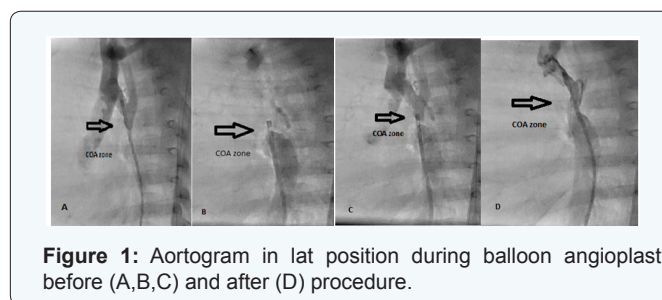 COA zone
A
COA zone
B
COA zone
C
COA zone
D
Figure 1: Aortogram in lat position during balloon angioplast
before (A,B,C) and after (D) procedure.